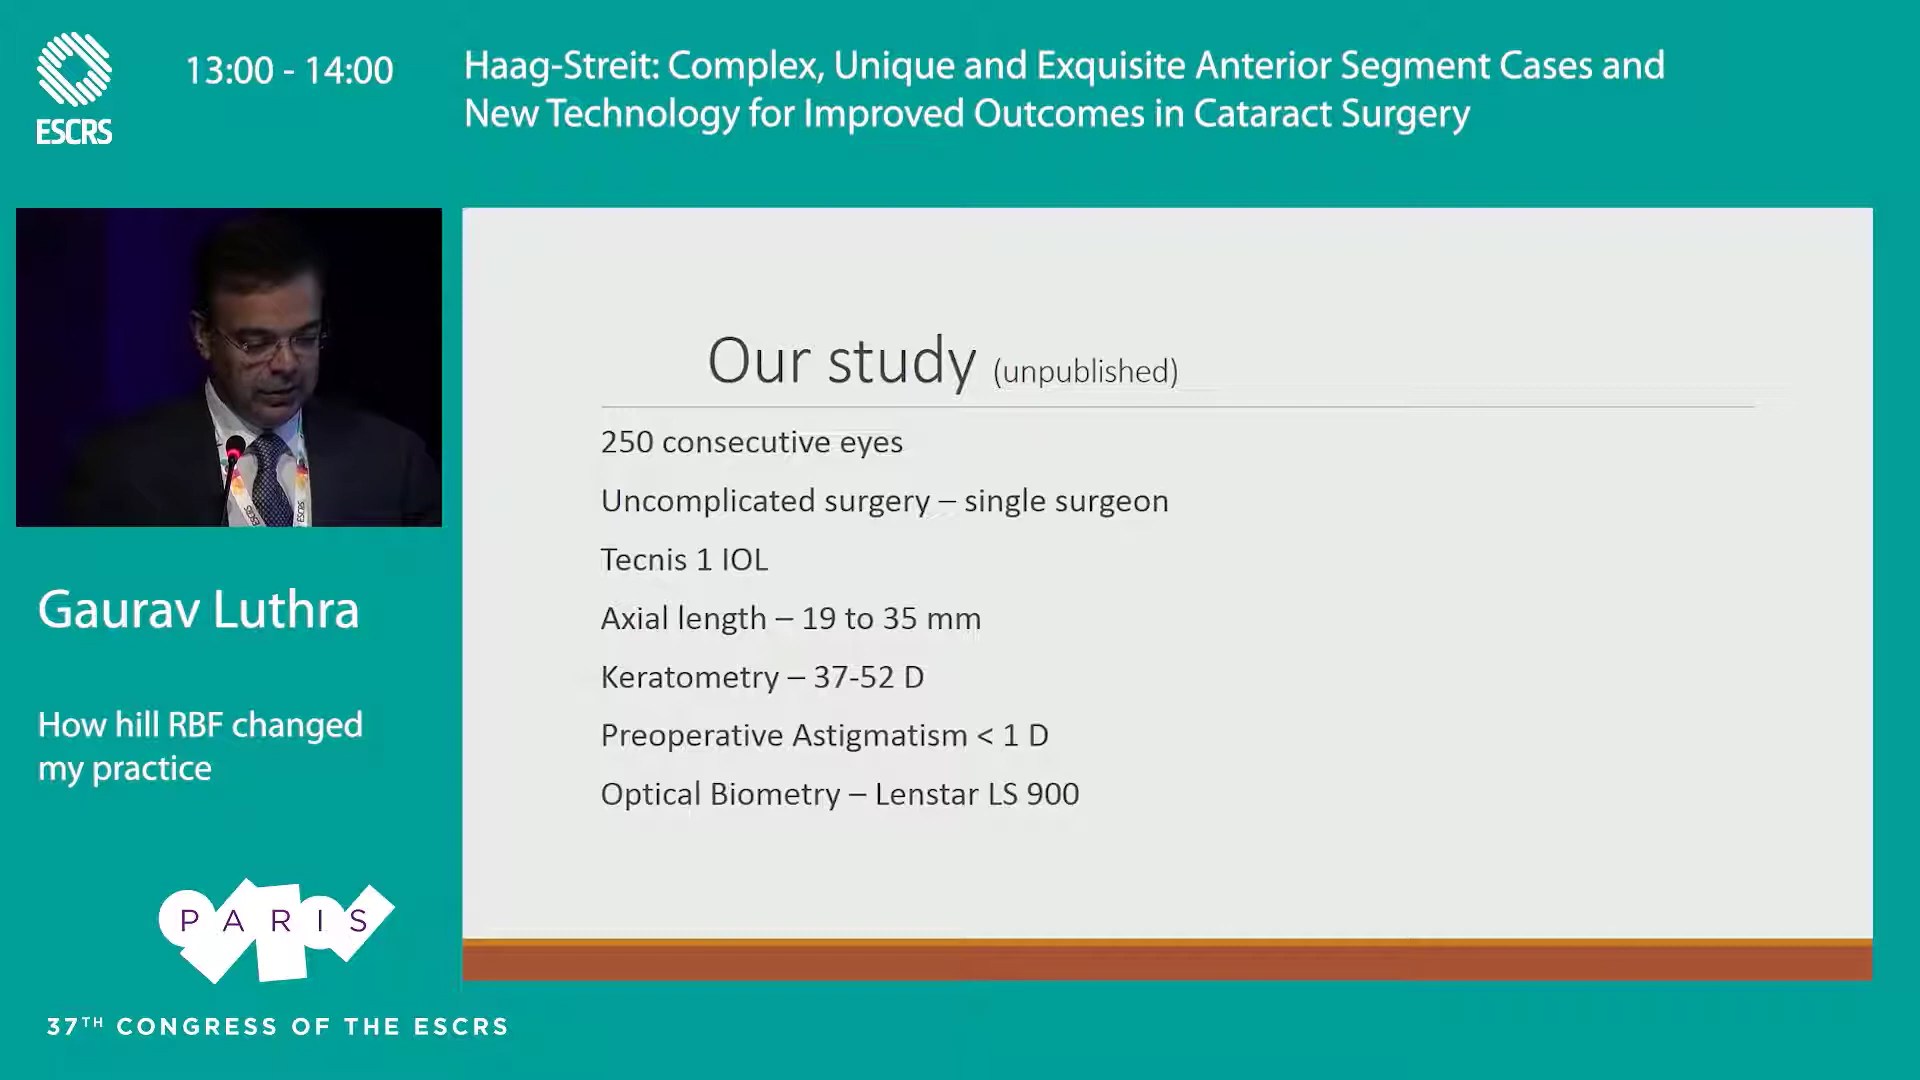 ESCRS
13:00 - 14:00
Haag-Streit: Complex, Unique and Exquisite Anterior Segment Cases and
New Technology for Improved Outcomes in Cataract Surgery
Our study (unpublished)
250 consecutive eyes
Uncomplicated surgery – single surgeon
Tecnis 1 IOL
Axial length – 19 to 35 mm
Keratometry – 37-52 D
Preoperative Astigmatism < 1 D
Optical Biometry – Lenstar LS 900
ESCRS
ESCRS
Gaurav Luthra
How hill RBF changed
my practice
PARIS
37TH CONGRESS OF THE ESCRS